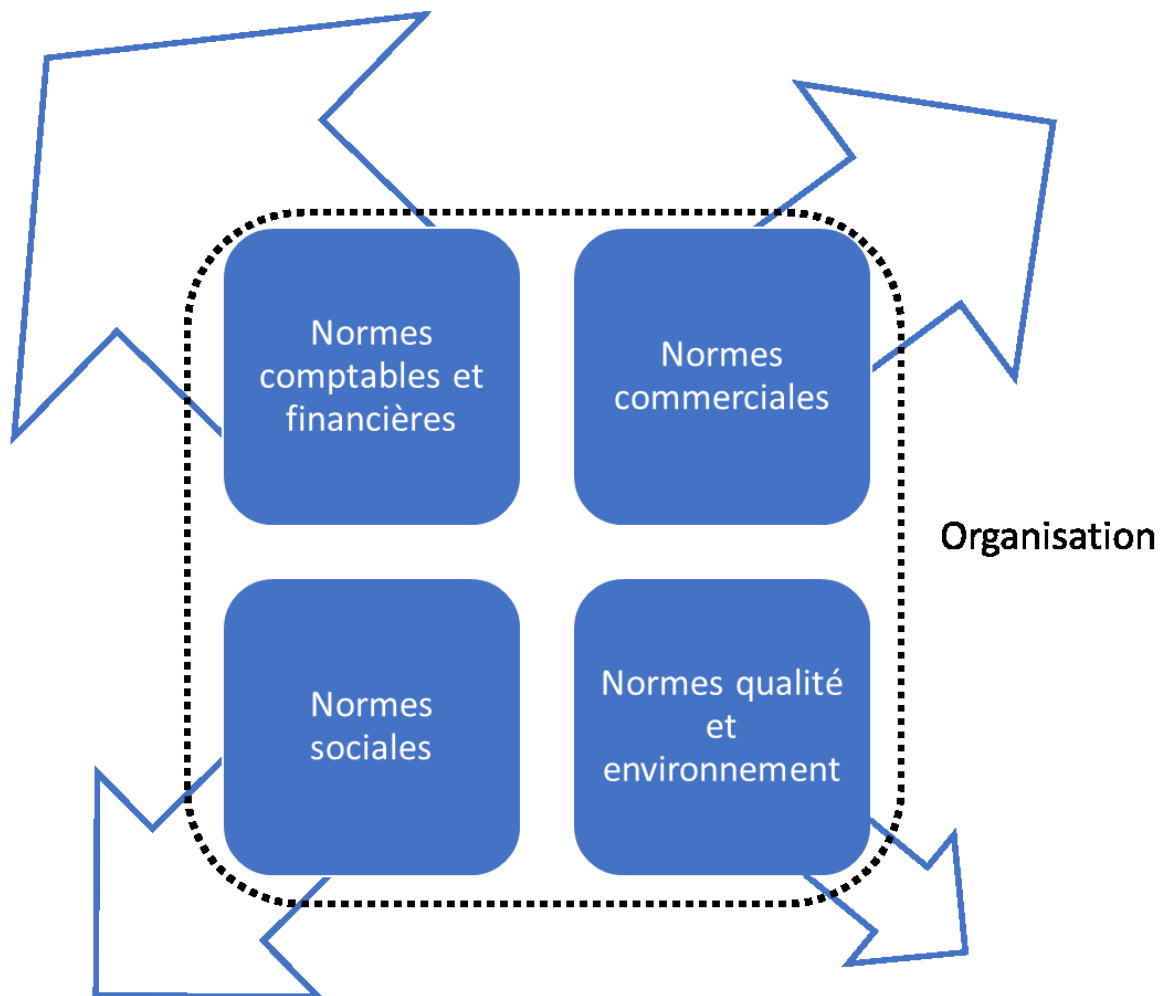 Normes
comptables et
financières
Normes
commerciales
Organisation
Normes
sociales
Normes qualité
et
environnement